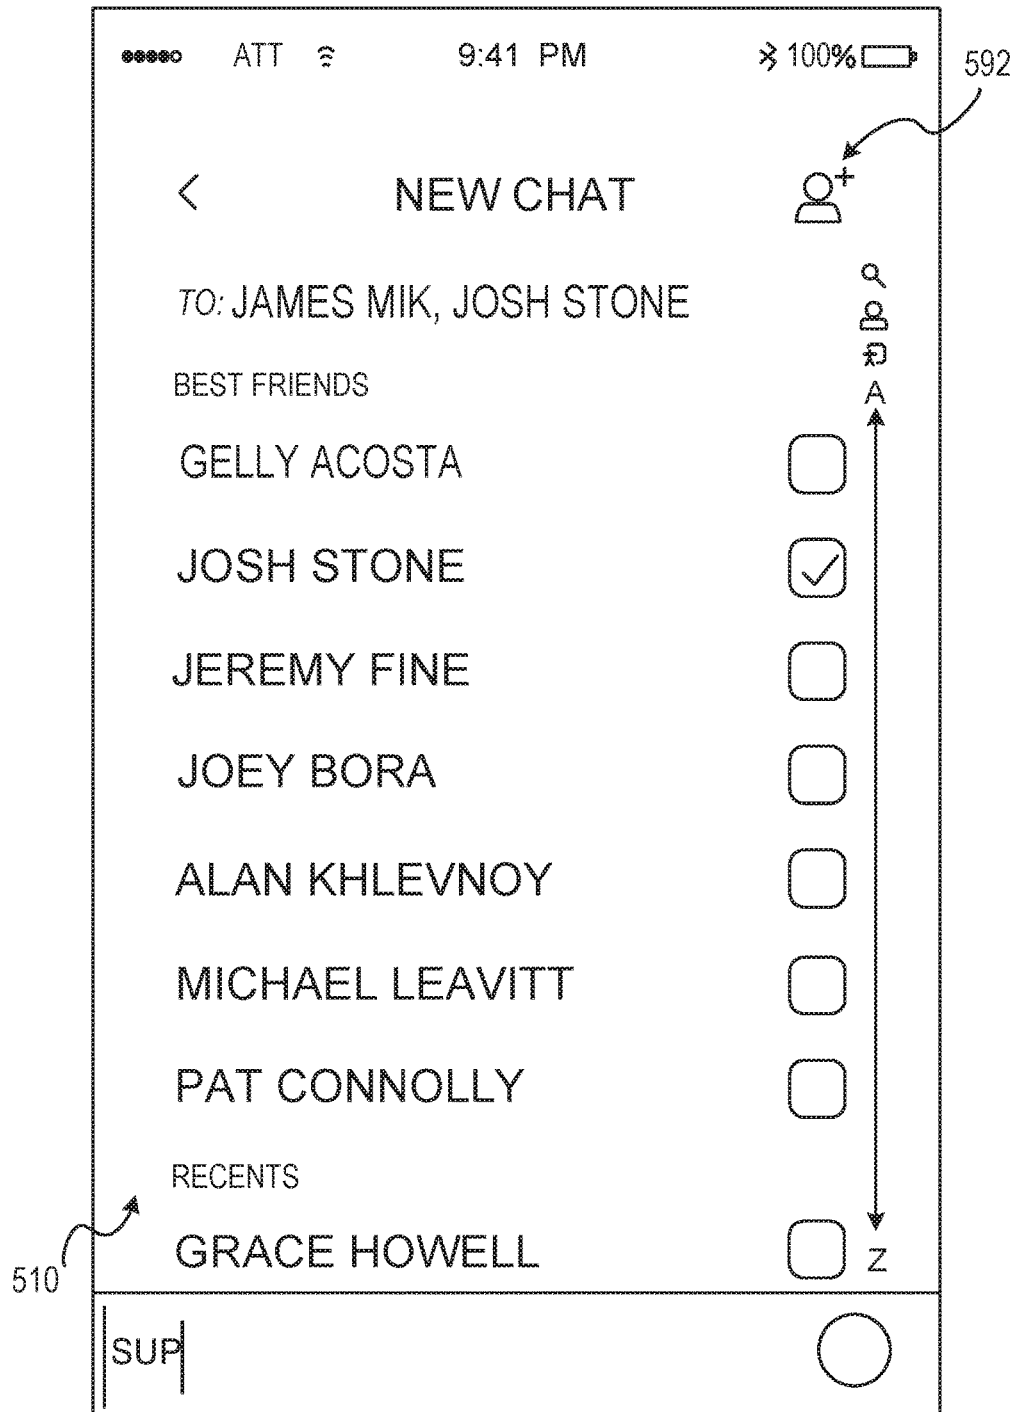 ATT 9:41 PM 100%
592
< NEW CHAT
TO: JAMES MIK, JOSH STONE
BEST FRIENDS
A
GELLY ACOSTA
JOSH STONE
JEREMY FINE
JOEY BORA
ALAN KHLEVNOY
MICHAEL LEAVITT
PAT CONNOLLY
RECENTS
GRACE HOWELL
Z
510
SUP